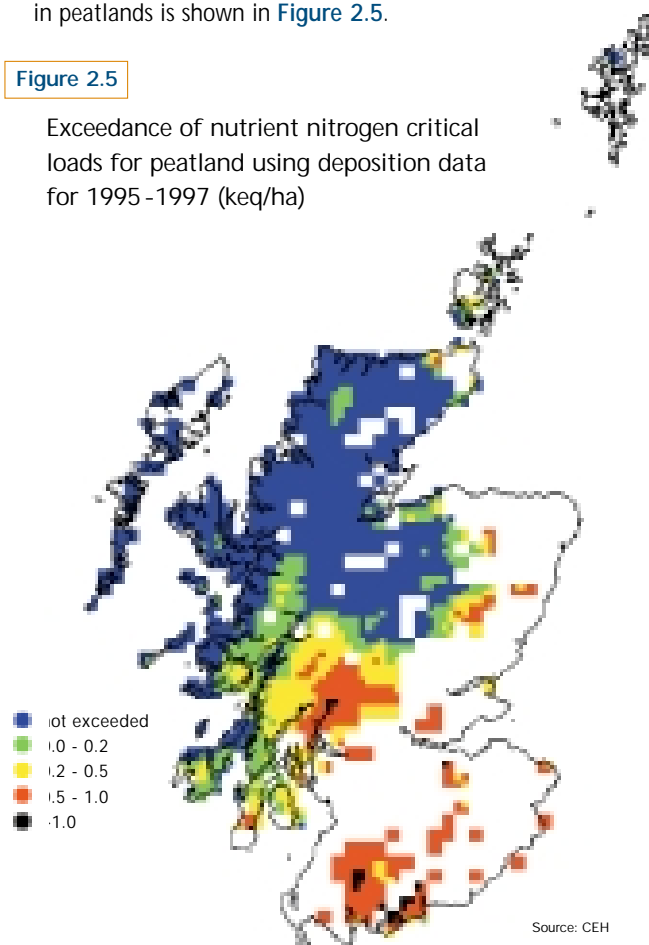 in peatlands is shown in Figure 2.5.
Figure 2.5
Exceedance of nutrient nitrogen critical
loads for peatland using deposition data
for 1995-1997 (keq/ha)
ot exceeded
.0 - 0.2
.2 - 0.5
.5 - 1.0
1.0
Source: CEH